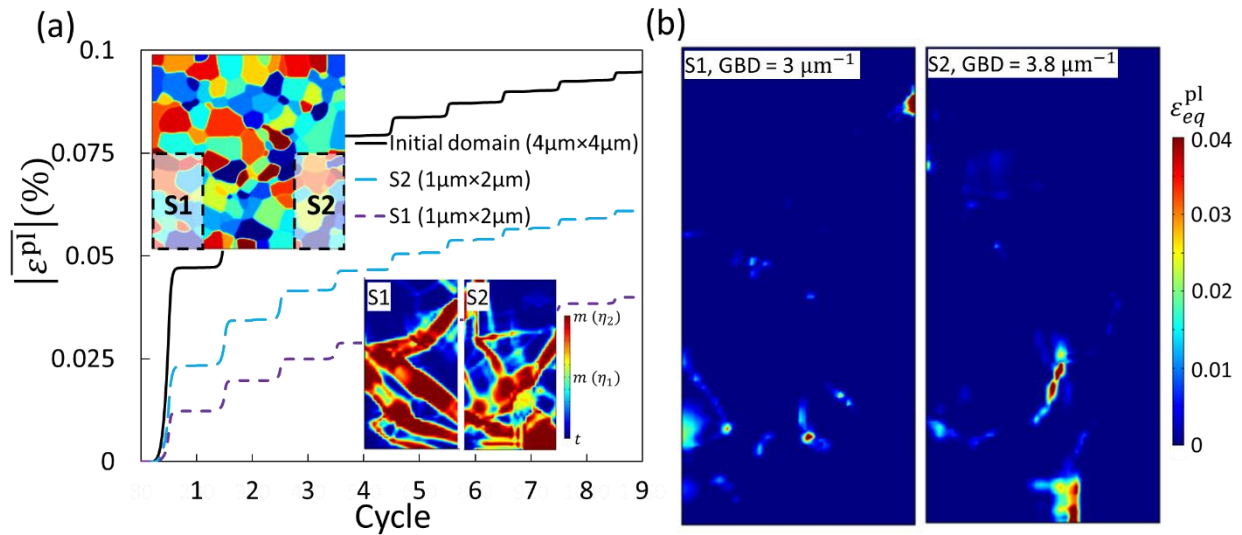 (a)
0.1
0.075
0.05
0.025
0
|ε̅ᵖˡ|(%)
S1
S2
Initial domain (4µm×4µm)
S2 (1µm×2µm)
S1 (1µm×2µm)
S1
S2
m (η₂)
m (η₁)
t
1 2 3 4 5 6 7 8 9
Cycle
(b)
S1, GBD = 3 μm⁻¹
S2, GBD = 3.8 μm⁻¹
εᵖˡ_eq
0.04
0.03
0.02
0.01
0